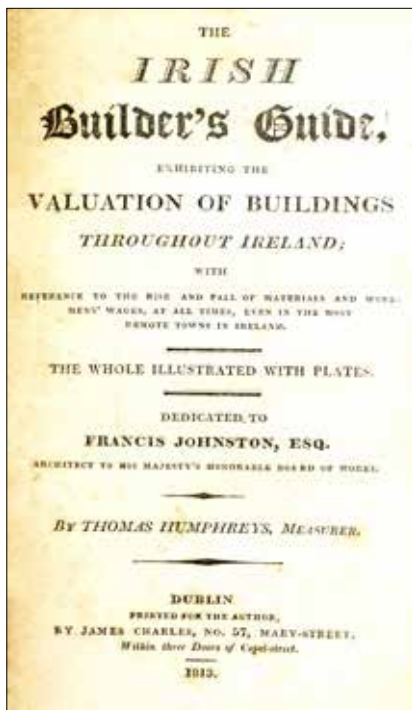 THE
IRISH
Builder's Guide,
EXHIBITING THE
VALUATION OF BUILDINGS
THROUGHOUT IRELAND;
WITH
REFERENCE TO THE RISE AND FALL OF MATERIALS AND WORK-
MENS' WAGES, AT ALL TIMES, EVEN IN THE MOST
REMOTE TOWNS IN IRELAND.
THE WHOLE ILLUSTRATED WITH PLATES.
DEDICATED TO
FRANCIS JOHNSTON, ESQ.
ARCHITECT TO HIS MAJESTY'S HONORABLE BOARD OF WORKS.
BY THOMAS HUMPHREYS, MEASURER.
DUBLIN
PRINTED FOR THE AUTHOR,
BY JAMES CHARLES, NO. 57, MARY-STREET,
Within three Doors of Capel-street.
1813.